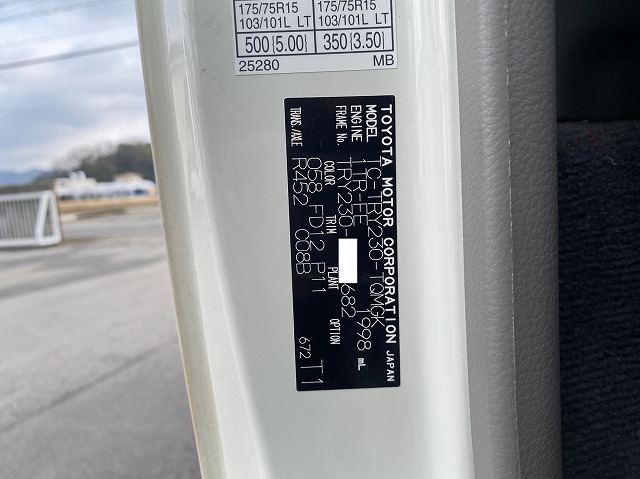 175/75R15 175/75R15
103/101L LT 103/101L LT
500{5.00} 350{3.50}
25280 MB
TOYOTA MOTOR CORPORATION JAPAN
MODEL TC-TRY230-TQMGK
ENGINE 1TR-FE 1998 mL
FRAME No. TRY230- 682
COLOR TRIM PLANT OPTION
058 FD12 P11
TRANS./AXLE R452 C08B 672 T1